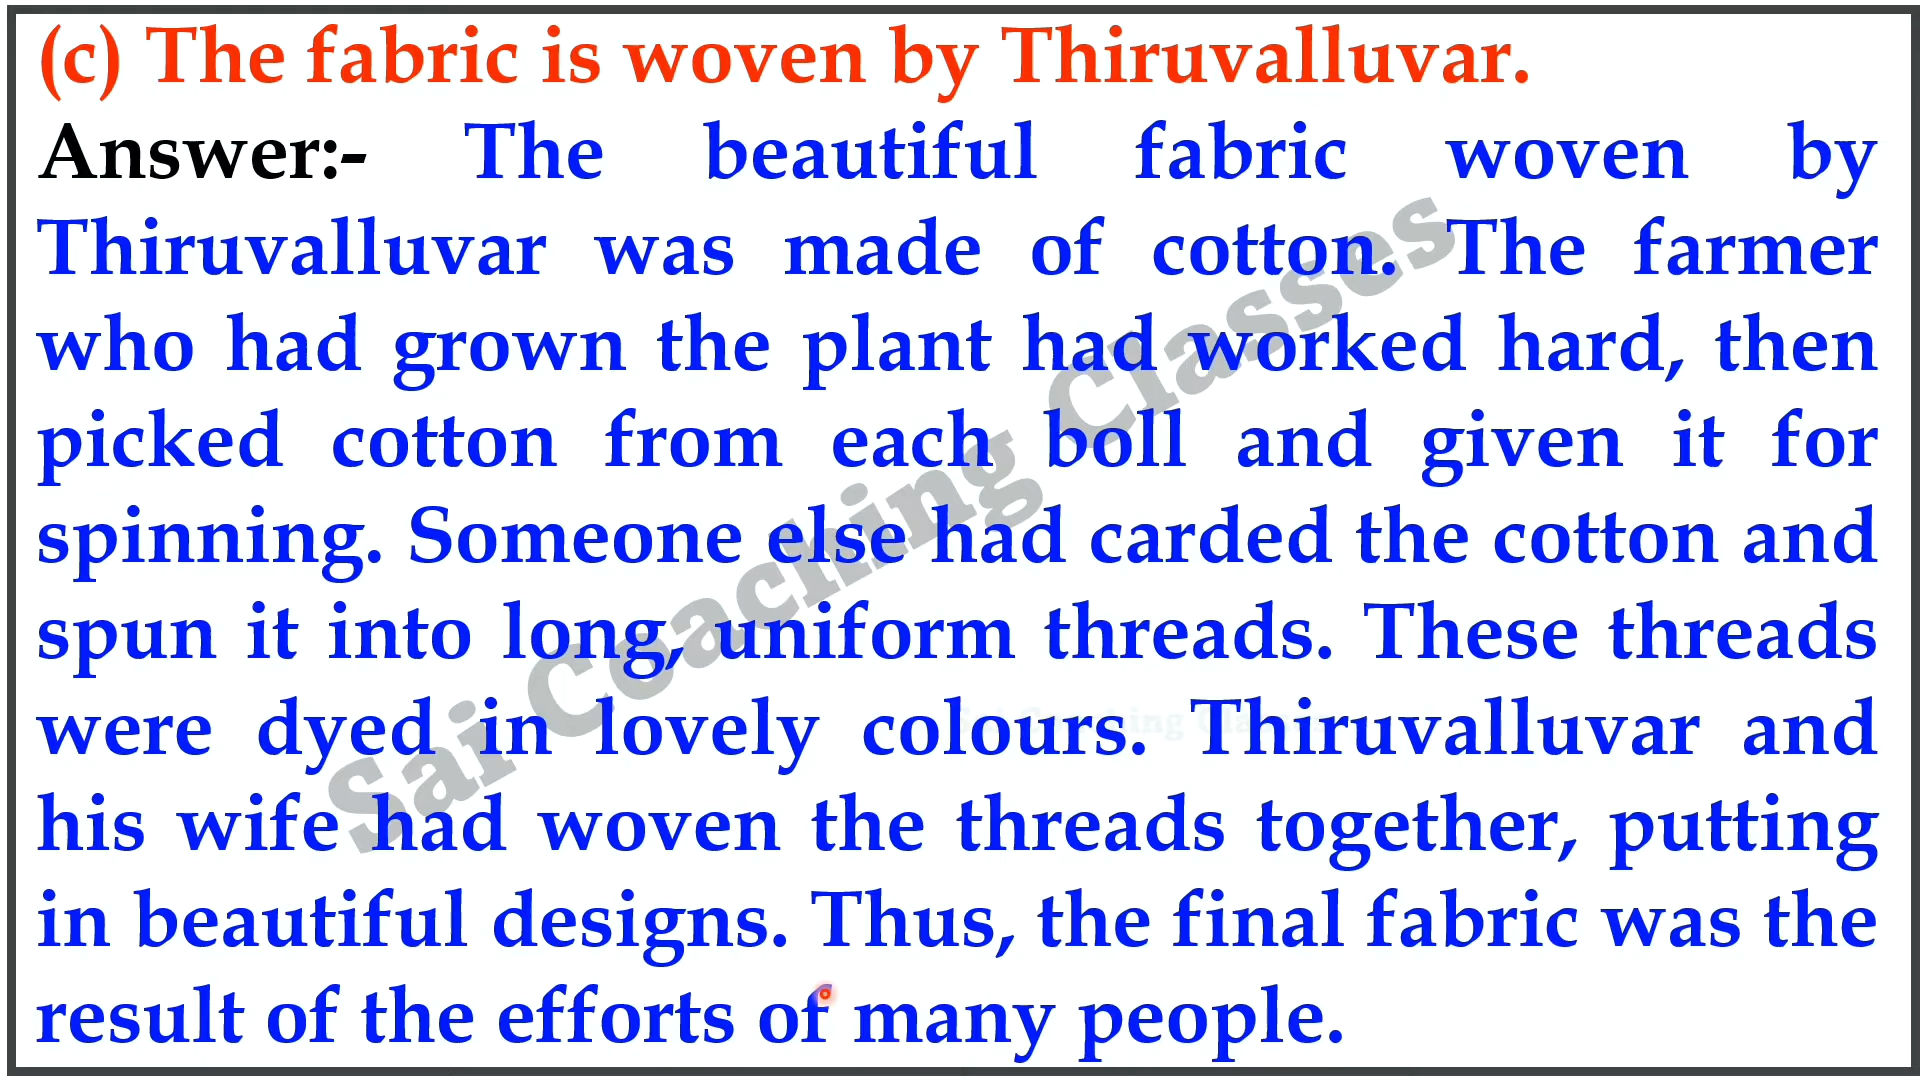 (c) The fabric is woven by Thiruvalluvar.
Answer:- The beautiful fabric woven by
Thiruvalluvar was made of cotton. The farmer
who had grown the plant had worked hard, then
picked cotton from each boll and given it for
spinning. Someone else had carded the cotton and
spun it into long, uniform threads. These threads
were dyed in lovely colours. Thiruvalluvar and
his wife had woven the threads together, putting
in beautiful designs. Thus, the final fabric was the
result of the efforts of many people.
Sai Coaching Classes